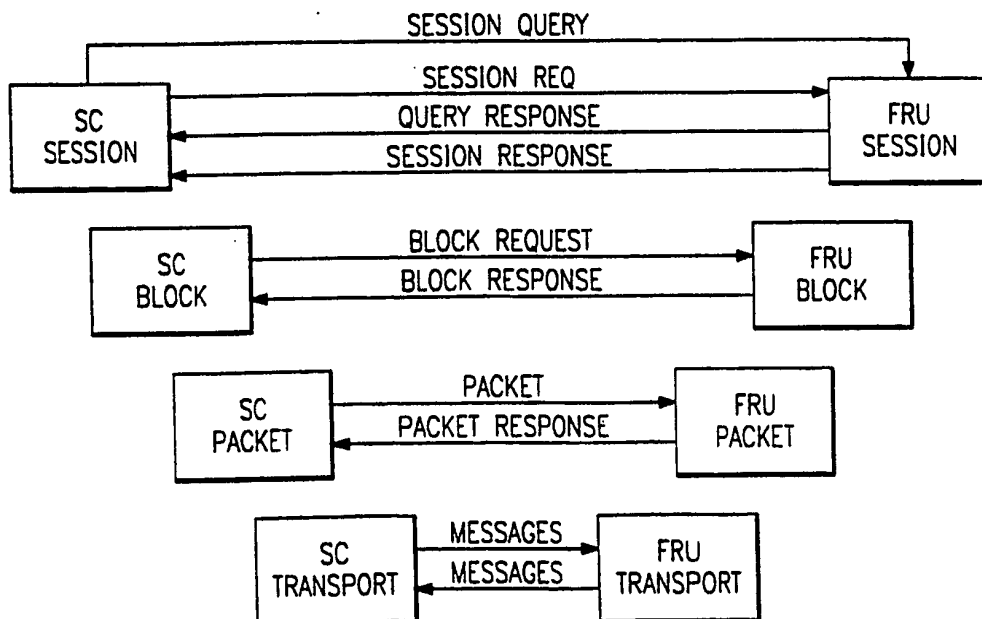 SESSION QUERY
SESSION REQ
QUERY RESPONSE
SESSION RESPONSE
SC
SESSION
FRU
SESSION
BLOCK REQUEST
BLOCK RESPONSE
SC
BLOCK
FRU
BLOCK
PACKET
PACKET RESPONSE
SC
PACKET
FRU
PACKET
MESSAGES
MESSAGES
SC
TRANSPORT
FRU
TRANSPORT